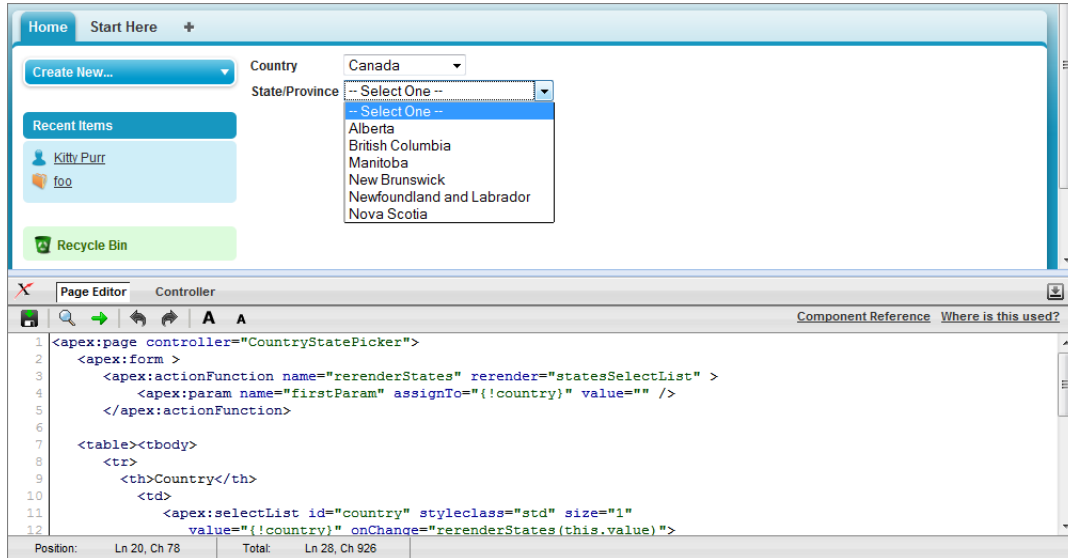 Home Start Here +
Create New...
Country Canada
State/Province -- Select One --
-- Select One --
Alberta
British Columbia
Manitoba
New Brunswick
Newfoundland and Labrador
Nova Scotia
Recent Items
Kitty Purr
foo
Recycle Bin
Page Editor Controller
A A Component Reference Where is this used?
1 <apex:page controller="CountryStatePicker">
2 <apex:form >
3 <apex:actionFunction name="rerenderStates" rerender="statesSelectList" >
4 <apex:param name="firstParam" assignTo="{!country}" value="" />
5 </apex:actionFunction>
6
7 <table><tbody>
8 <tr>
9 <th>Country</th>
10 <td>
11 <apex:selectList id="country" styleclass="std" size="1"
12 value="{!country}" onChange="rerenderStates(this.value)">
Position: Ln 20, Ch 78 Total: Ln 28, Ch 926